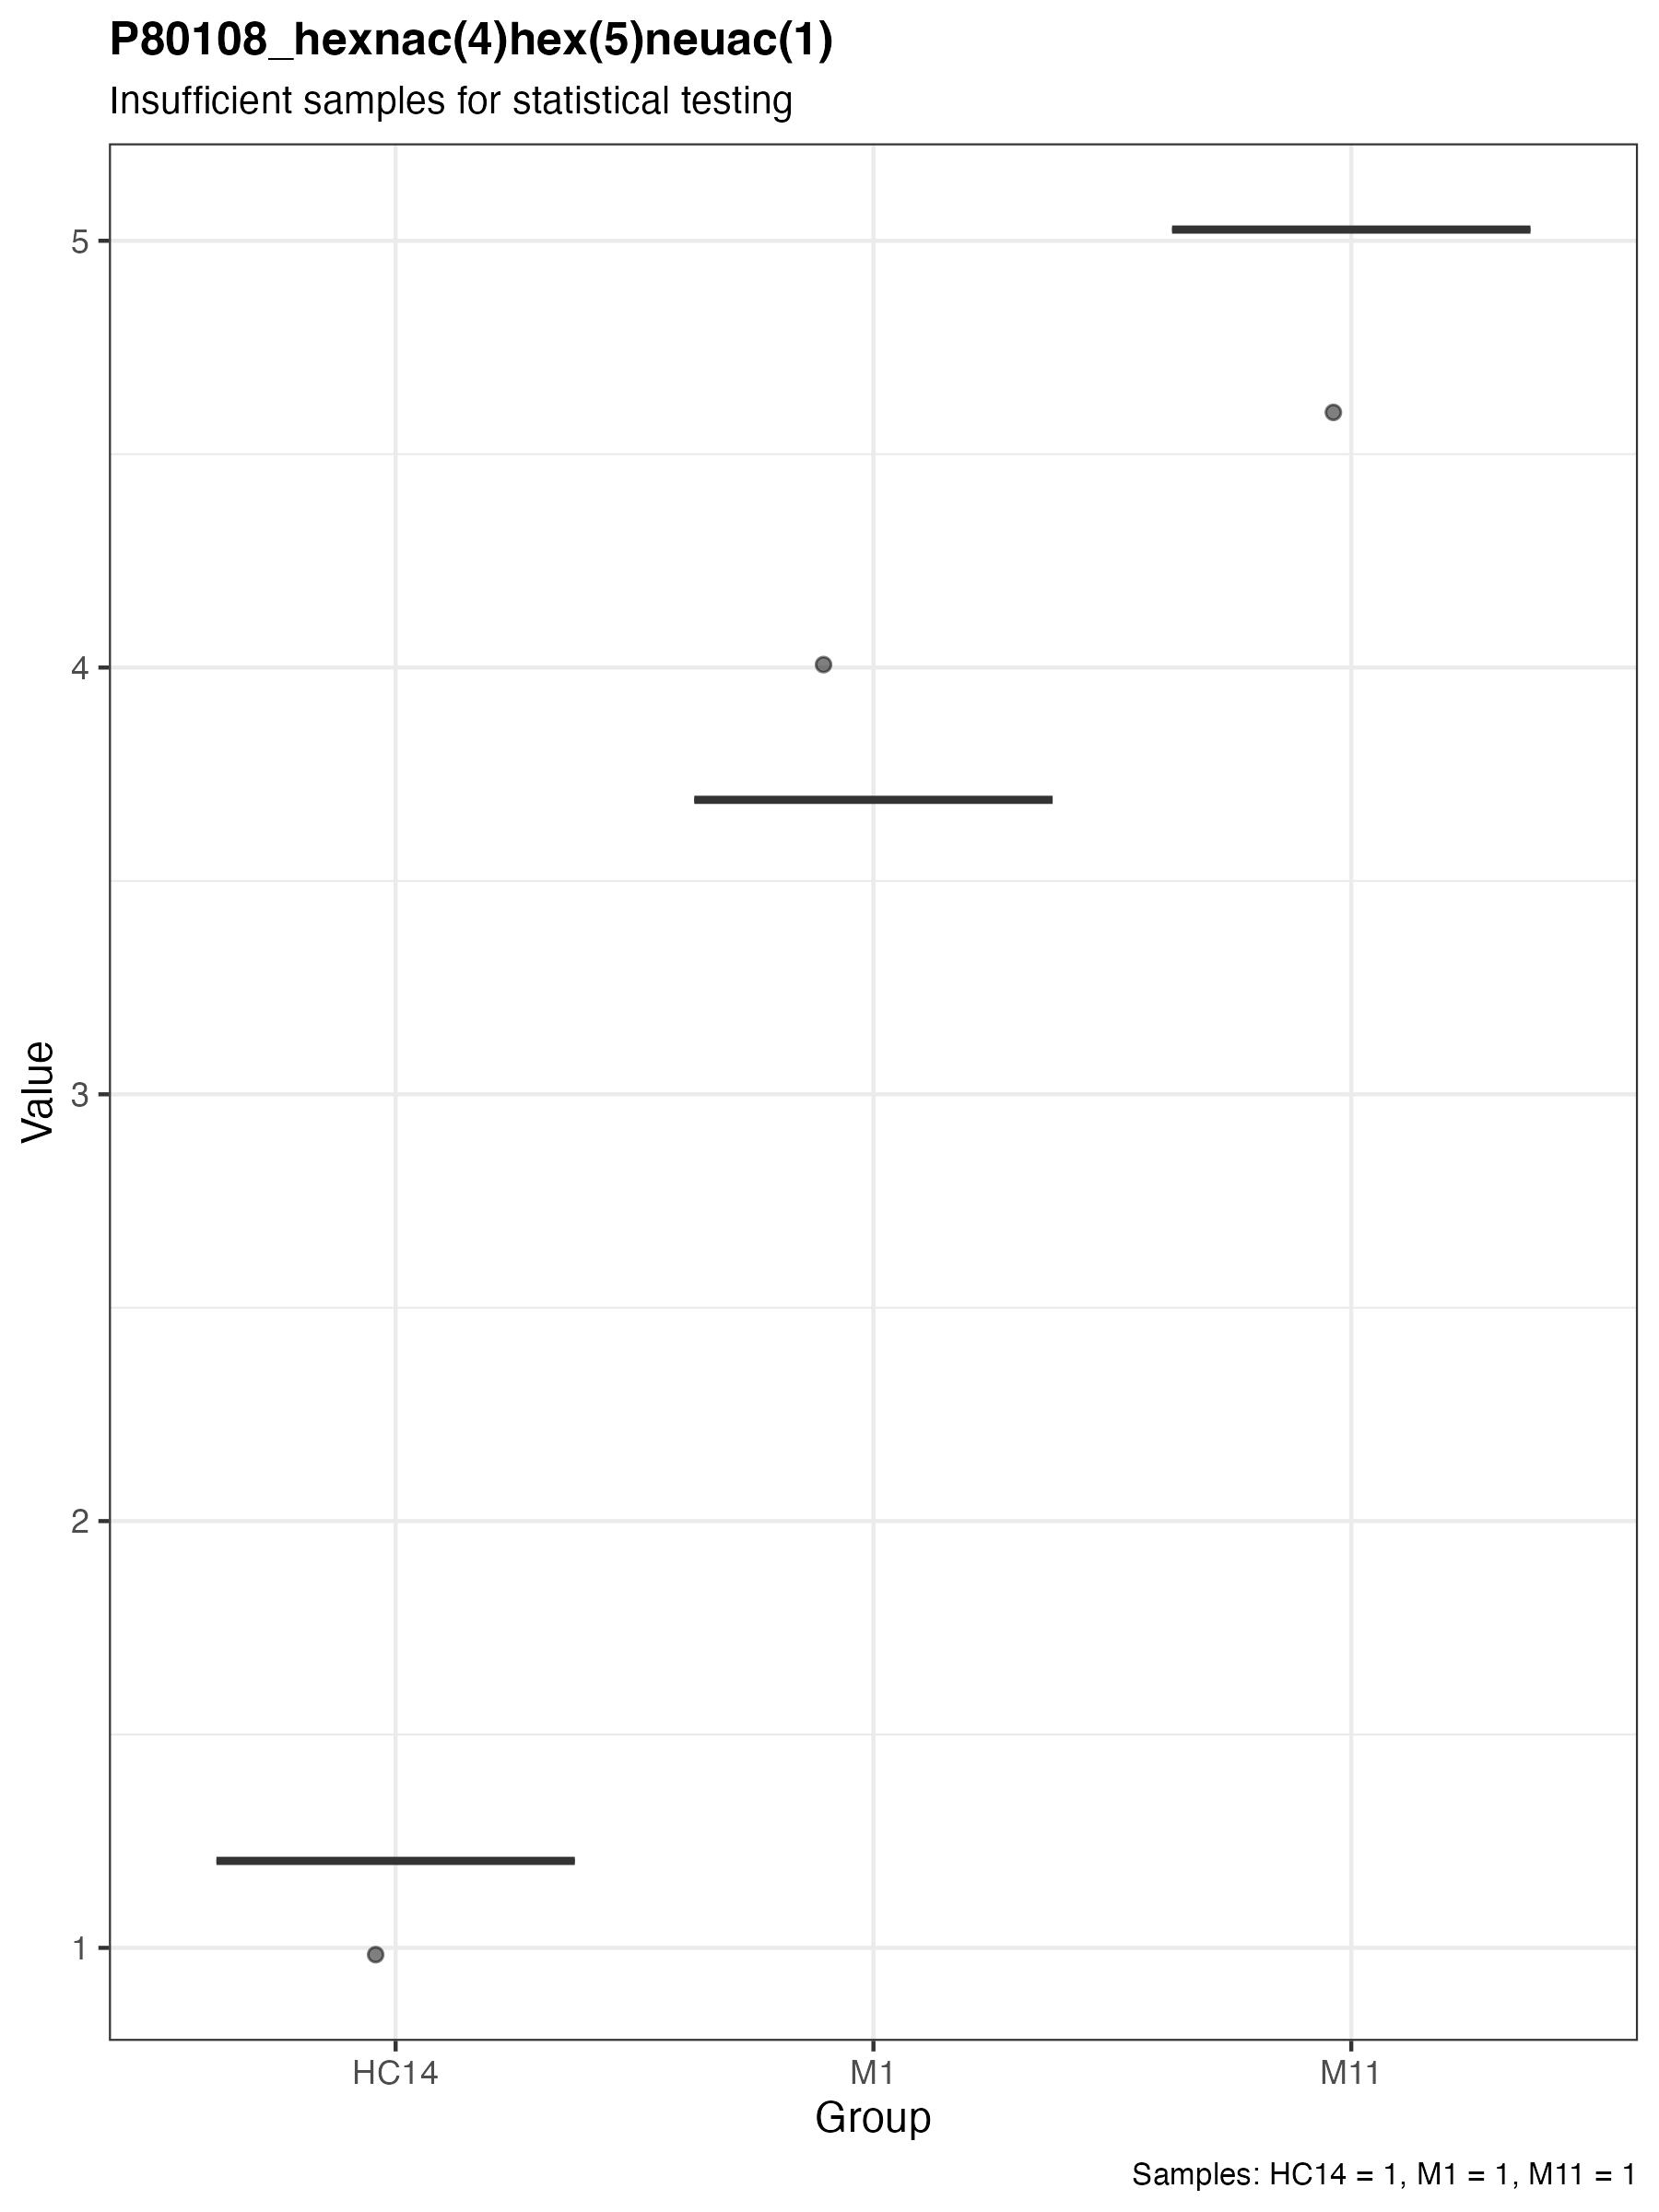 P80108_hexnac(4)hex(5)neuac(1)
Insufficient samples for statistical testing
5
4
3
2
1
Value
HC14
M1
M11
Group
Samples: HC14 = 1, M1 = 1, M11 = 1